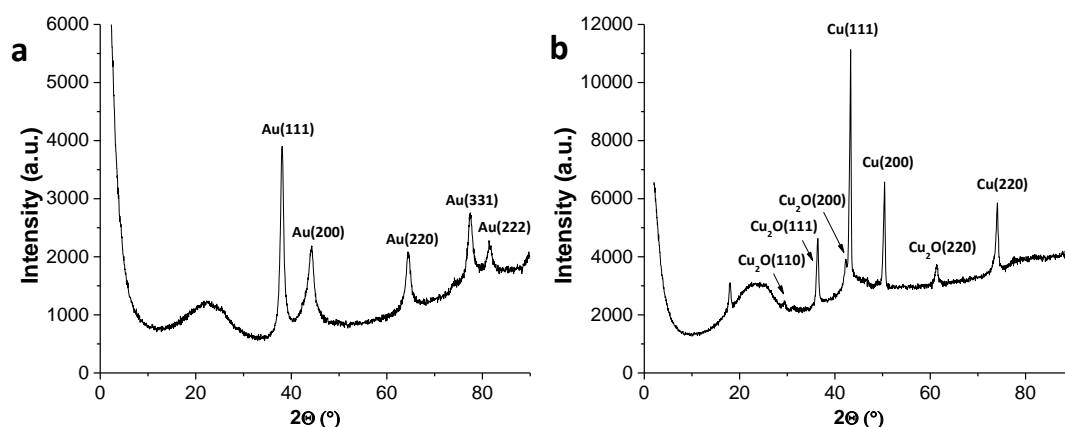 a
6000
5000
4000
3000
2000
1000
0
Intensity (a.u.)
Au(111)
Au(200)
Au(220)
Au(331)
Au(222)
0 20 40 60 80
2Θ (°)
b
12000
10000
8000
6000
4000
2000
0
Intensity (a.u.)
Cu(111)
Cu(200)
Cu(220)
Cu₂O(200)
Cu₂O(111)
Cu₂O(110)
Cu₂O(220)
0 20 40 60 80
2Θ (°)